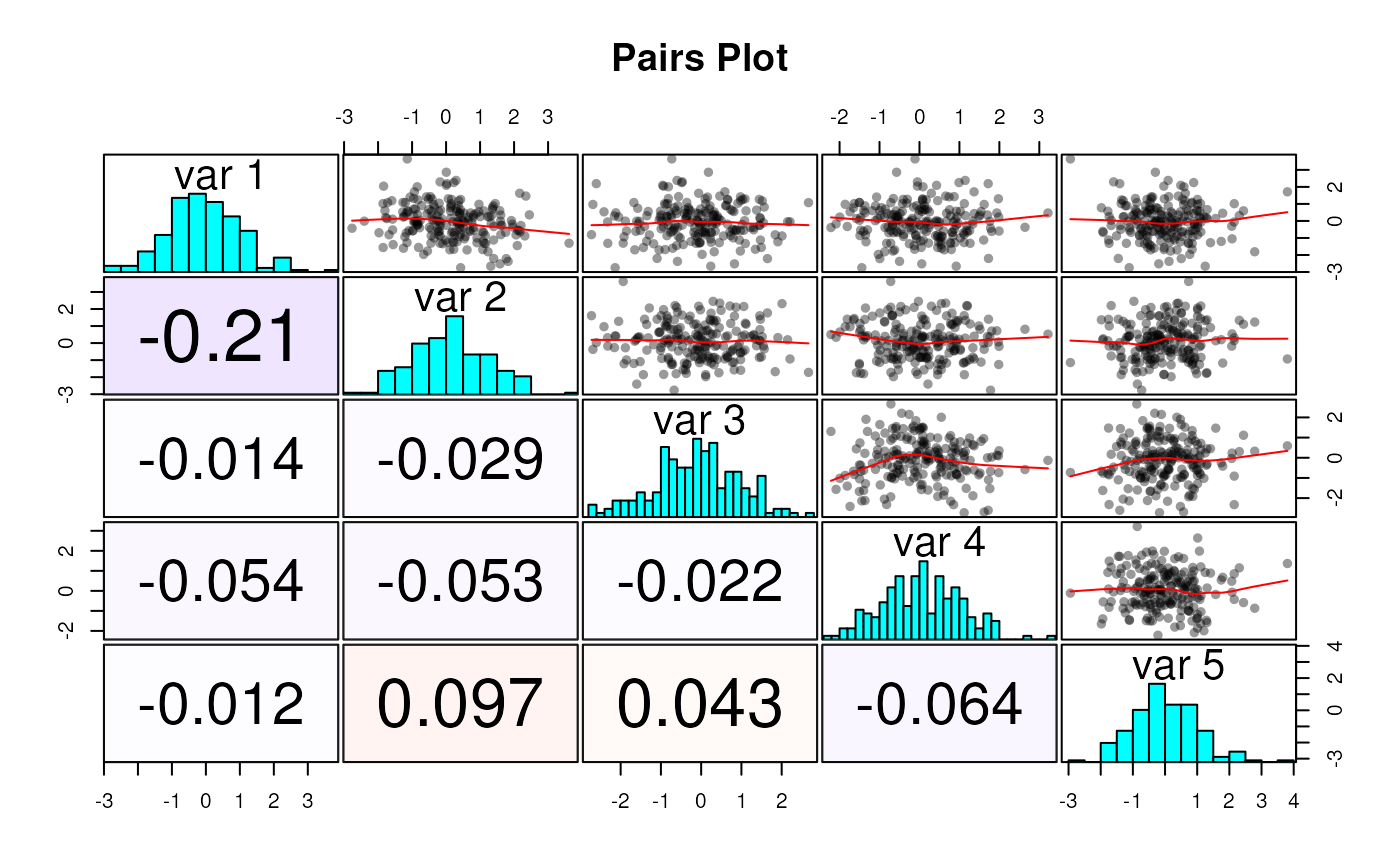 Pairs Plot
-3 -1 0 1 2 3 -2 -1 0 1 2 3
var 1
-3 0 2
-3 0 2
-0.21
var 2
-0.014 -0.029
var 3
-2 0 2
-2 0 2
-0.054 -0.053 -0.022
var 4
-0.012 0.097 0.043 -0.064
var 5
-3 0 2 4
-3 -1 0 1 2 3 -2 -1 0 1 2 -3 -1 1 2 3 4